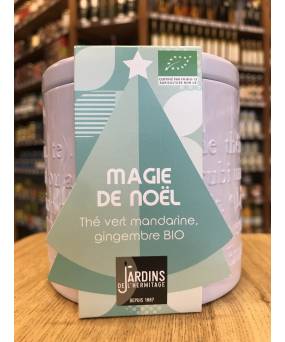 MAGIE
DE NOËL
Thé vert mandarine,
gingembre BIO
JARDINS
DE L'HERMITAGE
DEPUIS 1987